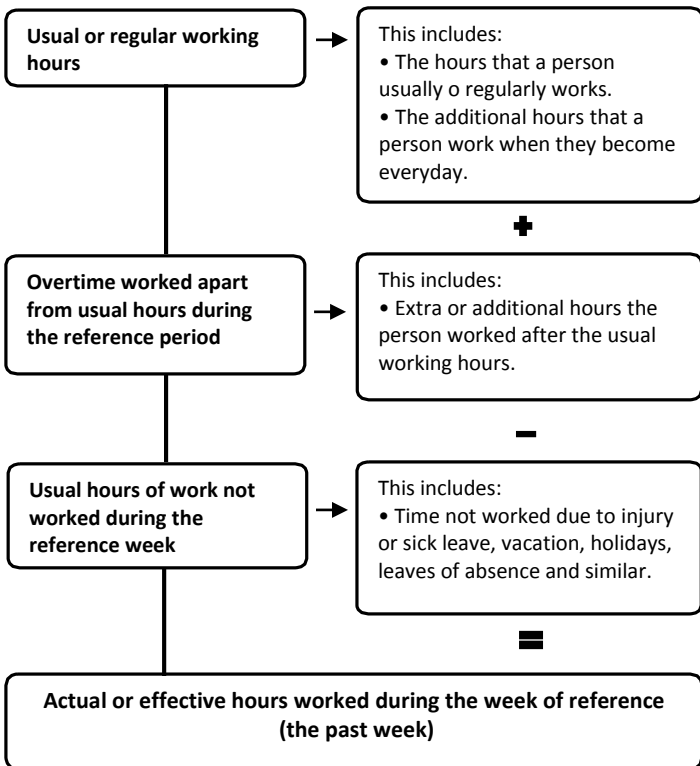 Usual or regular working
hours
This includes:
• The hours that a person
usually o regularly works.
• The additional hours that a
person work when they become
everyday.
+
Overtime worked apart
from usual hours during
the reference period
This includes:
• Extra or additional hours the
person worked after the usual
working hours.
-
Usual hours of work not
worked during the
reference week
This includes:
• Time not worked due to injury
or sick leave, vacation, holidays,
leaves of absence and similar.
=
Actual or effective hours worked during the week of reference
(the past week)